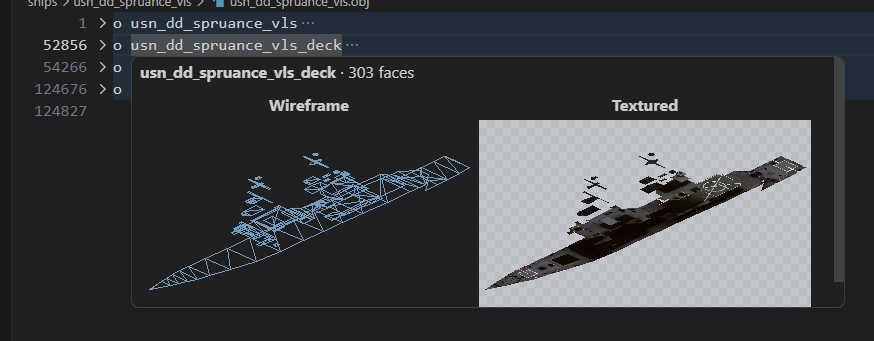 ships > usn_dd_spruance_vls > usn_dd_spruance_vls.obj
1 > o usn_dd_spruance_vls ...
52856 > o usn_dd_spruance_vls_deck ...
54266 > o
124676 > o
124827
usn_dd_spruance_vls_deck · 303 faces
Wireframe Textured